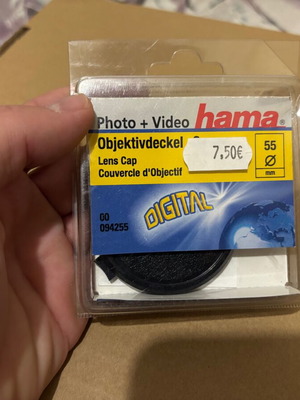 Photo + Video hama®
Objektivdeckel
7,50€
55
Lens Cap
Ø
Couvercle d'Objectif
mm
DIGITAL
00
094255